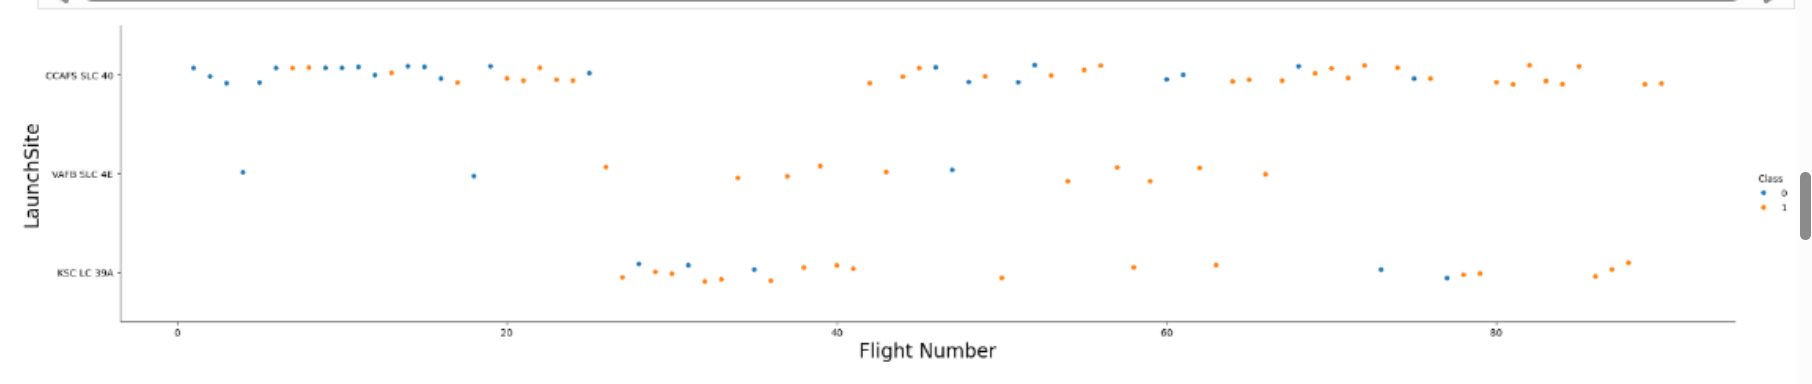 CCAFS SLC 40
VAFB SLC 4E
KSC LC 39A
LaunchSite
0
20
40
60
80
Flight Number
Class
0
1